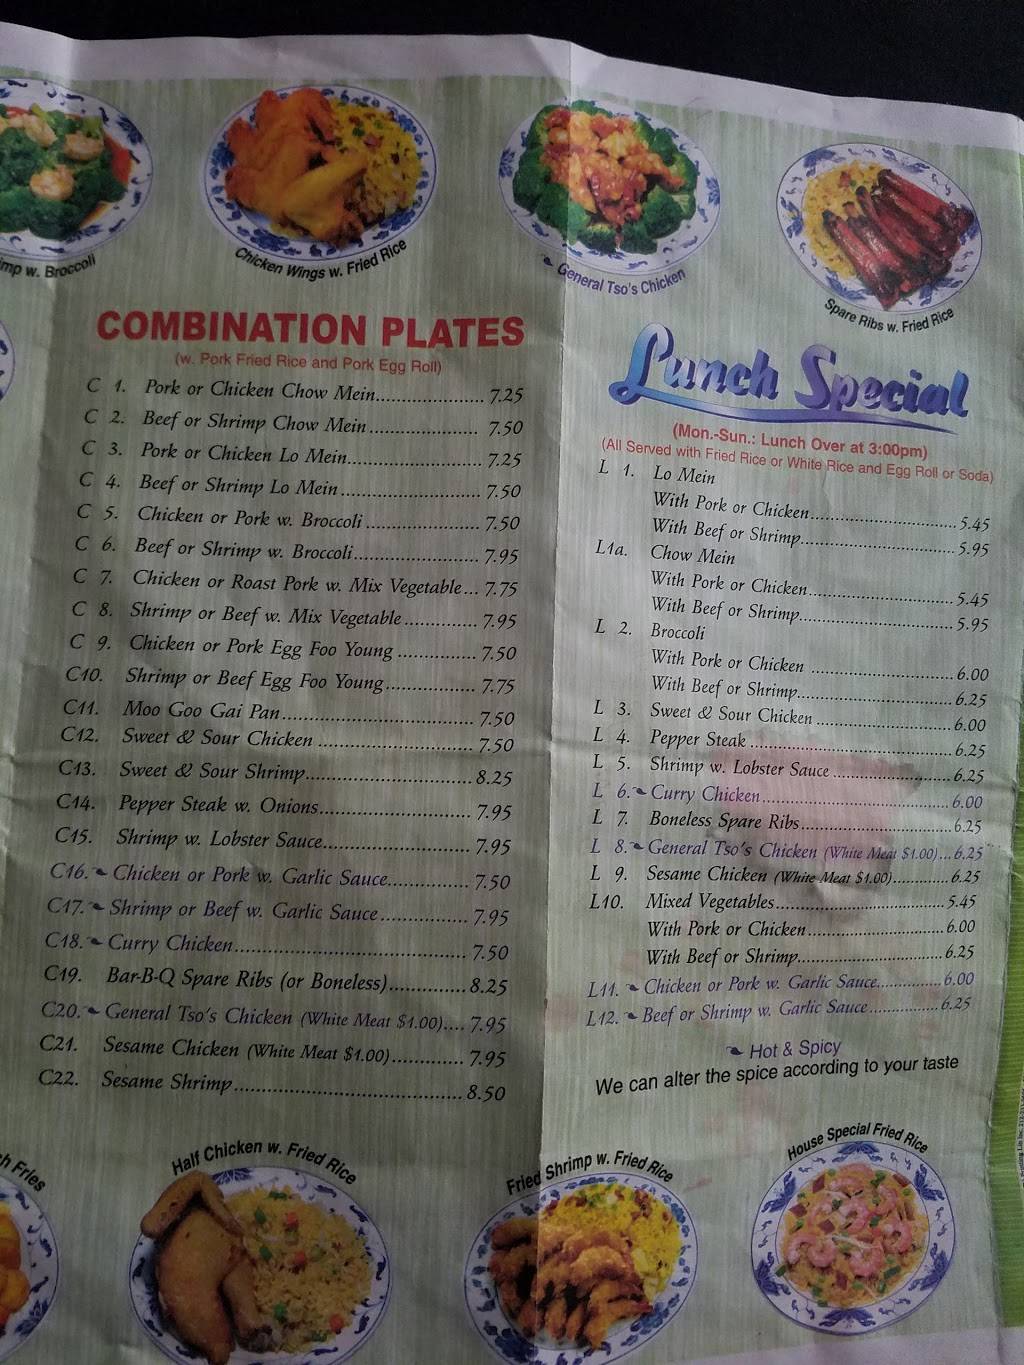 mp w. Broccoli
Chicken Wings w. Fried Rice
General Tso's Chicken
Spare Ribs w. Fried Rice
COMBINATION PLATES
(w. Pork Fried Rice and Pork Egg Roll)
C 1. Pork or Chicken Chow Mein..................... 7.25
C 2. Beef or Shrimp Chow Mein..................... 7.50
C 3. Pork or Chicken Lo Mein..................... 7.25
C 4. Beef or Shrimp Lo Mein..................... 7.50
C 5. Chicken or Pork w. Broccoli..................... 7.50
C 6. Beef or Shrimp w. Broccoli..................... 7.95
C 7. Chicken or Roast Pork w. Mix Vegetable... 7.75
C 8. Shrimp or Beef w. Mix Vegetable............ 7.95
C 9. Chicken or Pork Egg Foo Young............... 7.50
C10. Shrimp or Beef Egg Foo Young................ 7.75
C11. Moo Goo Gai Pan..................... 7.50
C12. Sweet & Sour Chicken..................... 7.50
C13. Sweet & Sour Shrimp..................... 8.25
C14. Pepper Steak w. Onions..................... 7.95
C15. Shrimp w. Lobster Sauce..................... 7.95
C16. Chicken or Pork w. Garlic Sauce............... 7.50
C17. Shrimp or Beef w. Garlic Sauce................ 7.95
C18. Curry Chicken..................... 7.50
C19. Bar-B-Q Spare Ribs (or Boneless)............. 8.25
C20. General Tso's Chicken (White Meat $1.00).... 7.95
C21. Sesame Chicken (White Meat $1.00)............ 7.95
C22. Sesame Shrimp..................... 8.50
Lunch Special
(Mon.-Sun.: Lunch Over at 3:00pm)
(All Served with Fried Rice or White Rice and Egg Roll or Soda)
L 1. Lo Mein
With Pork or Chicken..................... 5.45
With Beef or Shrimp..................... 5.95
L1a. Chow Mein
With Pork or Chicken..................... 5.45
With Beef or Shrimp..................... 5.95
L 2. Broccoli
With Pork or Chicken..................... 6.00
With Beef or Shrimp..................... 6.25
L 3. Sweet & Sour Chicken..................... 6.00
L 4. Pepper Steak..................... 6.25
L 5. Shrimp w. Lobster Sauce..................... 6.25
L 6. Curry Chicken..................... 6.00
L 7. Boneless Spare Ribs..................... 6.25
L 8. General Tso's Chicken (White Meat $1.00)... 6.25
L 9. Sesame Chicken (White Meat $1.00)............ 6.25
L10. Mixed Vegetables..................... 5.45
With Pork or Chicken..................... 6.00
With Beef or Shrimp..................... 6.25
L11. Chicken or Pork w. Garlic Sauce............... 6.00
L12. Beef or Shrimp w. Garlic Sauce............... 6.25
Hot & Spicy
We can alter the spice according to your taste
h Fries
Half Chicken w. Fried Rice
Fried Shrimp w. Fried Rice
House Special Fried Rice